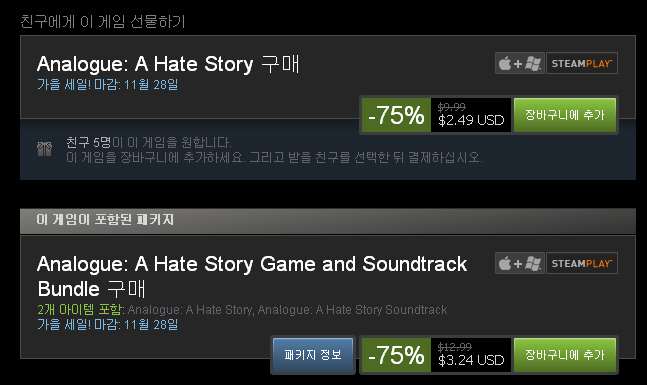 친구에게 이 게임 선물하기
Analogue: A Hate Story 구매
+ STEAMPLAY™
가을 세일! 마감: 11월 28일
-75% $9.99 $2.49 USD 장바구니에 추가
친구 5명이 이 게임을 원합니다.
이 게임을 장바구니에 추가하세요. 그리고 받을 친구를 선택한 뒤 결제하십시오.
이 게임이 포함된 패키지
Analogue: A Hate Story Game and Soundtrack
Bundle 구매
+ STEAMPLAY™
2개 아이템 포함: Analogue: A Hate Story, Analogue: A Hate Story Soundtrack
가을 세일! 마감: 11월 28일
패키지 정보 -75% $12.99 $3.24 USD 장바구니에 추가